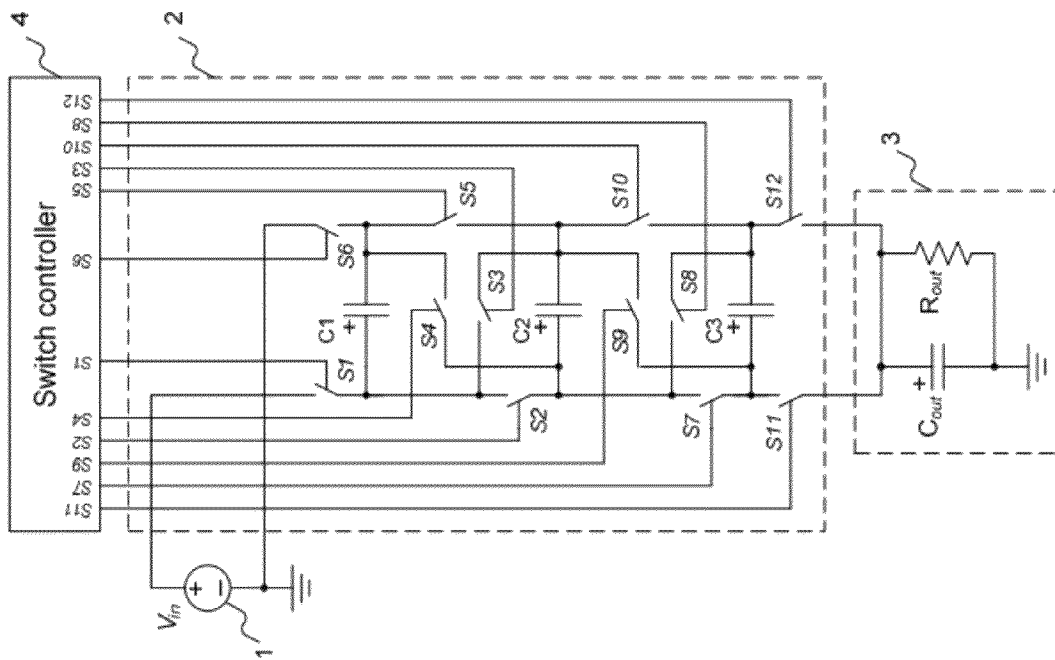 4
2
Switch controller
S11
S7
S9
S2
S4
S1
S6
S5
S3
S10
S8
S12
S1
S6
C1
+
S4
S5
S3
S2
C2
+
S9
S10
S8
S7
C3
+
S11
S12
Vin
+
−
1
3
Cout
+
Rout